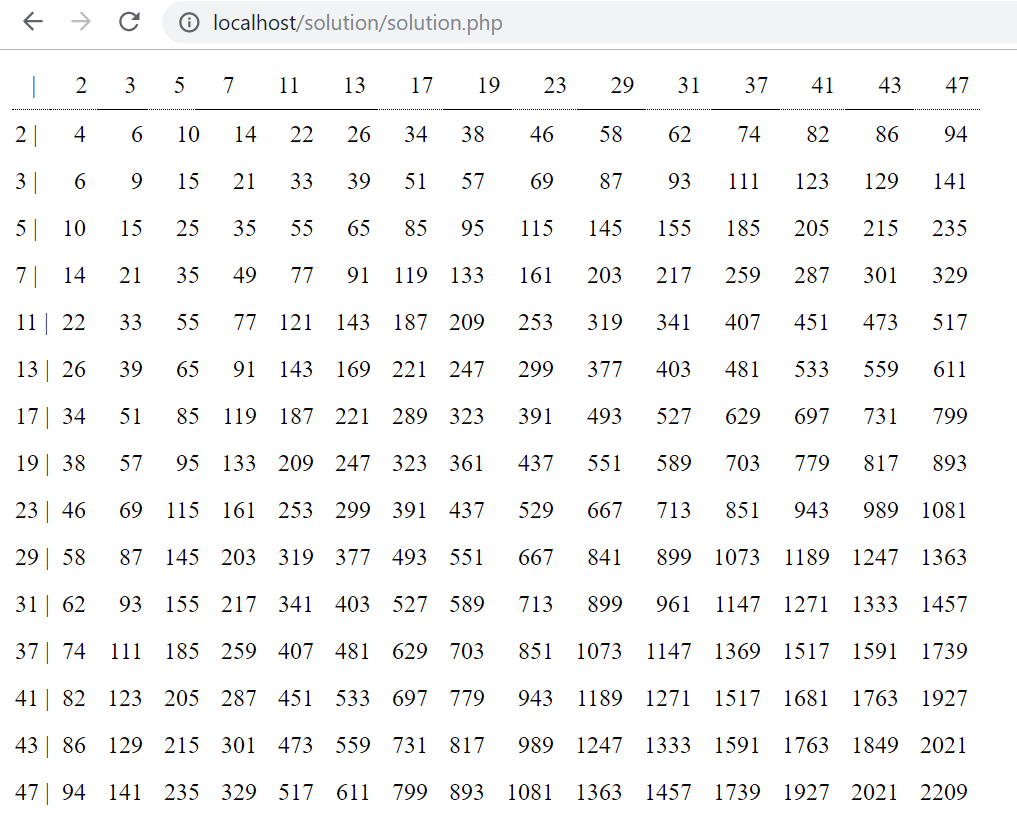 localhost/solution/solution.php
| 2 3 5 7 11 13 17 19 23 29 31 37 41 43 47
2 | 4 6 10 14 22 26 34 38 46 58 62 74 82 86 94
3 | 6 9 15 21 33 39 51 57 69 87 93 111 123 129 141
5 | 10 15 25 35 55 65 85 95 115 145 155 185 205 215 235
7 | 14 21 35 49 77 91 119 133 161 203 217 259 287 301 329
11 | 22 33 55 77 121 143 187 209 253 319 341 407 451 473 517
13 | 26 39 65 91 143 169 221 247 299 377 403 481 533 559 611
17 | 34 51 85 119 187 221 289 323 391 493 527 629 697 731 799
19 | 38 57 95 133 209 247 323 361 437 551 589 703 779 817 893
23 | 46 69 115 161 253 299 391 437 529 667 713 851 943 989 1081
29 | 58 87 145 203 319 377 493 551 667 841 899 1073 1189 1247 1363
31 | 62 93 155 217 341 403 527 589 713 899 961 1147 1271 1333 1457
37 | 74 111 185 259 407 481 629 703 851 1073 1147 1369 1517 1591 1739
41 | 82 123 205 287 451 533 697 779 943 1189 1271 1517 1681 1763 1927
43 | 86 129 215 301 473 559 731 817 989 1247 1333 1591 1763 1849 2021
47 | 94 141 235 329 517 611 799 893 1081 1363 1457 1739 1927 2021 2209